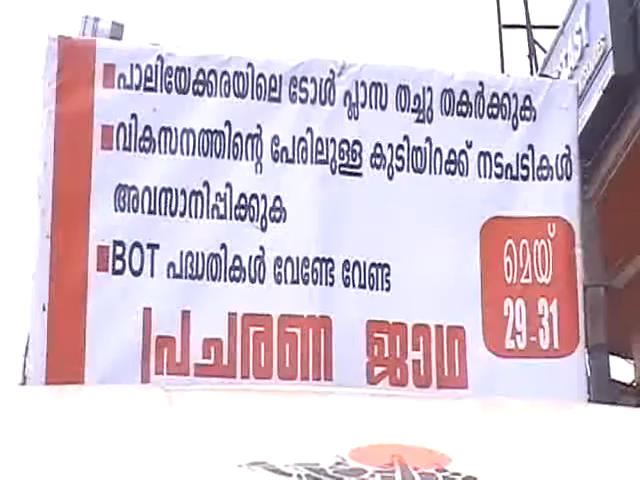 പാലിയേക്കരയിലെ ടോൾ പ്ലാസ തച്ചു തകർക്കുക
വികസനത്തിന്റെ പേരിലുള്ള കുടിയിറക്ക് നടപടികൾ
അവസാനിപ്പിക്കുക
BOT പദ്ധതികൾ വേണ്ടേ വേണ്ട
പ്രചരണ ജാഥ
മെയ്
29-31